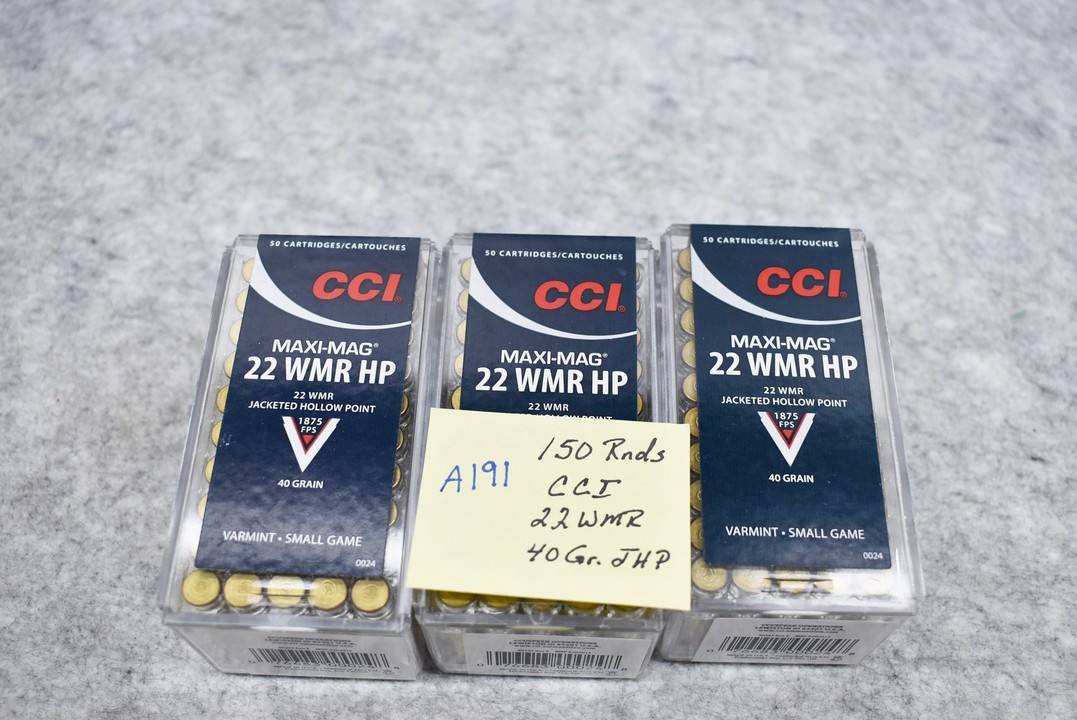 50 CARTRIDGES/CARTOUCHES
CCI®
MAXI-MAG®
22 WMR HP
22 WMR
JACKETED HOLLOW POINT
1875
FPS
40 GRAIN
VARMINT • SMALL GAME
0024
50 CARTRIDGES/CARTOUCHES
CCI®
MAXI-MAG®
22 WMR HP
22 WMR
A191
150 Rnds
CCI
22 WMR
40 Gr. JHP
50 CARTRIDGES/CARTOUCHES
CCI®
MAXI-MAG®
22 WMR HP
22 WMR
JACKETED HOLLOW POINT
1875
FPS
40 GRAIN
VARMINT • SMALL GAME
0024